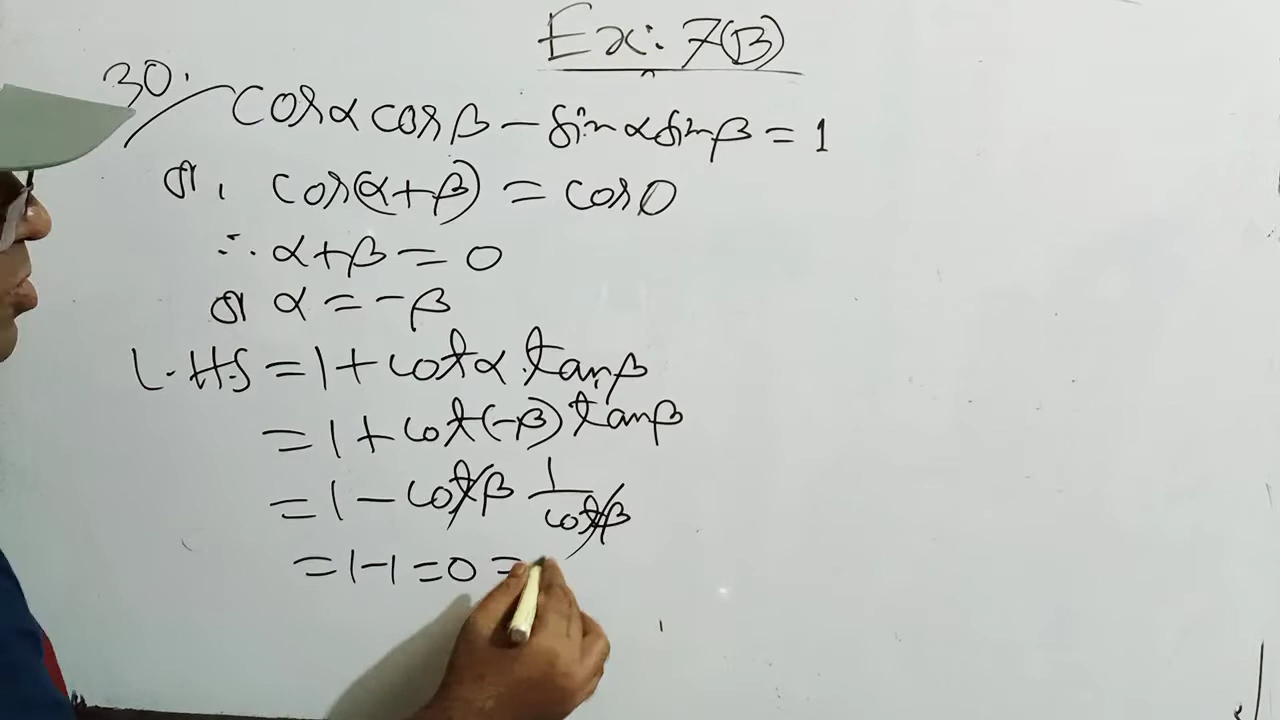 Ex: 7(B)
30. cosα cosβ - sinα sinβ = 1
or, cos(α+β) = cos0
∴ α+β = 0
or α = -β
L.H.S = 1 + cotα . tanβ
= 1 + cot(-β) tanβ
= 1 - cotβ 1/cotβ
= 1-1 = 0 =